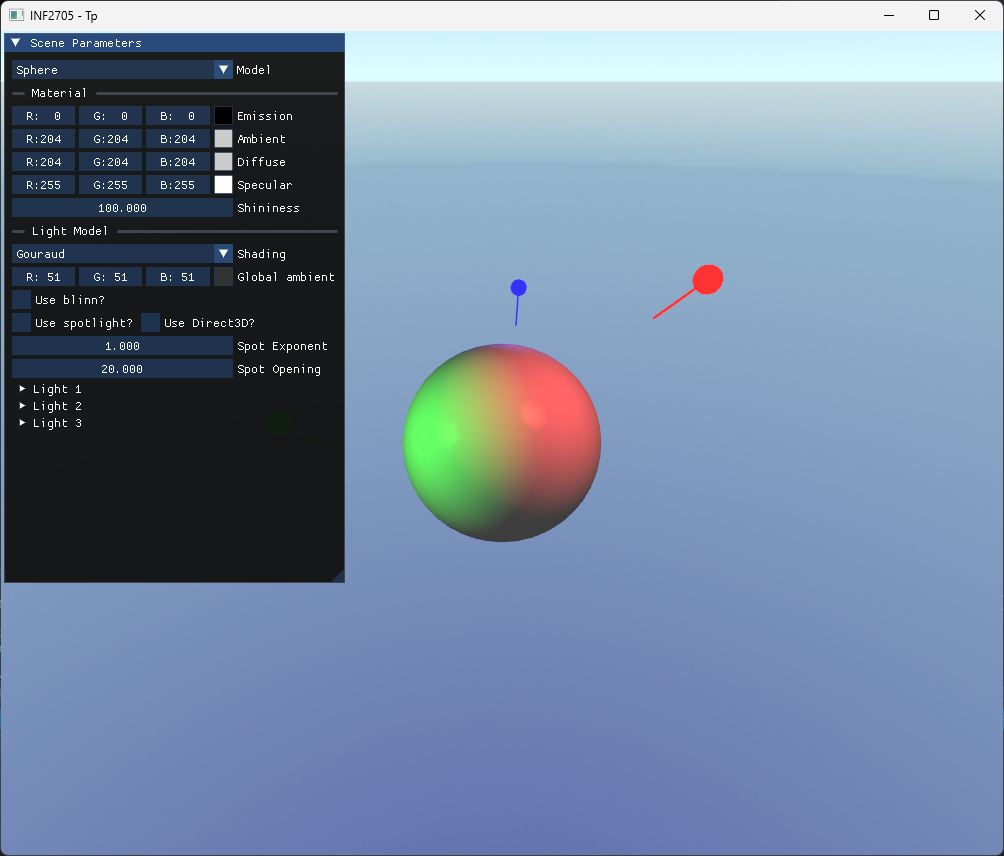 INF2705 - Tp
Scene Parameters
Sphere Model
Material
R: 0 G: 0 B: 0 Emission
R:204 G:204 B:204 Ambient
R:204 G:204 B:204 Diffuse
R:255 G:255 B:255 Specular
100.000 Shininess
Light Model
Gouraud Shading
R: 51 G: 51 B: 51 Global ambient
Use blinn?
Use spotlight? Use Direct3D?
1.000 Spot Exponent
20.000 Spot Opening
Light 1
Light 2
Light 3